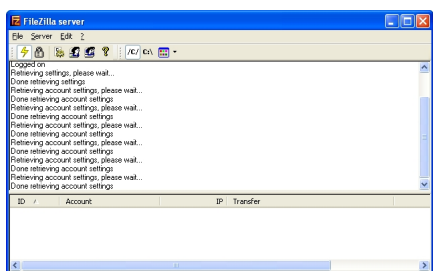 FileZilla server
File Server Edit ?
/C/ C:\
Logged on
Retrieving settings, please wait...
Done retrieving settings
Retrieving account settings, please wait...
Done retrieving account settings
Retrieving account settings, please wait...
Done retrieving account settings
Retrieving account settings, please wait...
Done retrieving account settings
Retrieving account settings, please wait...
Done retrieving account settings
Retrieving account settings, please wait...
Done retrieving account settings
Retrieving account settings, please wait...
Done retrieving account settings
ID / Account IP Transfer